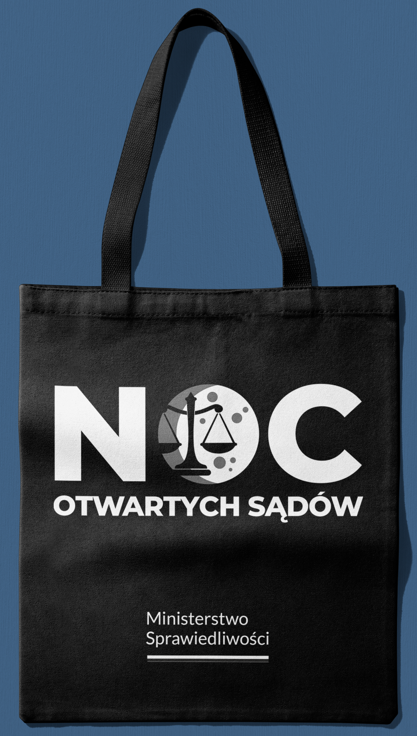 NOC
OTWARTYCH SĄDÓW
Ministerstwo
Sprawiedliwości